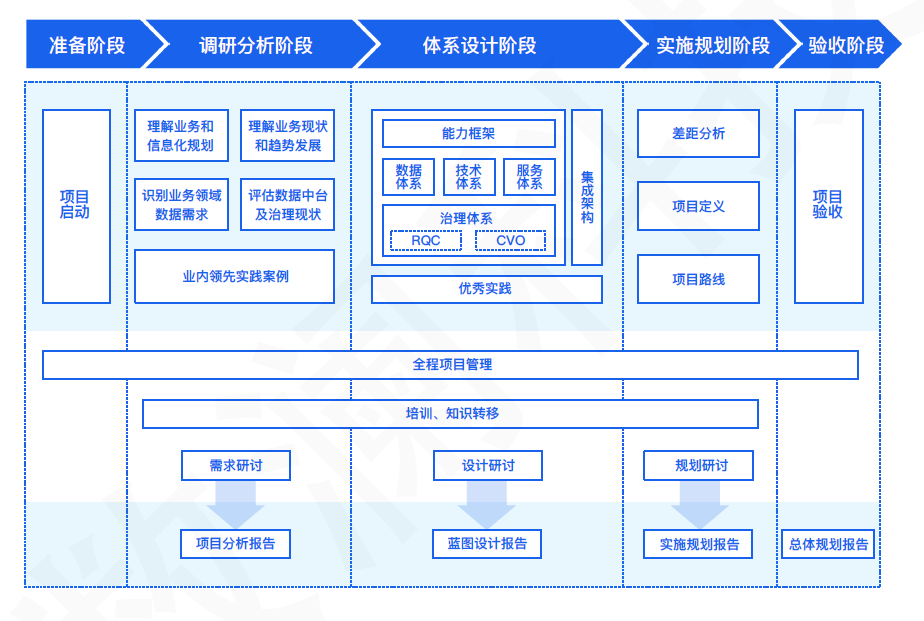 准备阶段
调研分析阶段
体系设计阶段
实施规划阶段
验收阶段
项目
启动
理解业务和
信息化规划
理解业务现状
和趋势发展
识别业务领域
数据需求
评估数据中台
及治理现状
业内领先实践案例
能力框架
数据
体系
技术
体系
服务
体系
治理体系
RQC
CVO
集
成
架
构
优秀实践
差距分析
项目定义
项目路线
项目
验收
全程项目管理
培训、知识转移
需求研讨
设计研讨
规划研讨
项目分析报告
蓝图设计报告
实施规划报告
总体规划报告